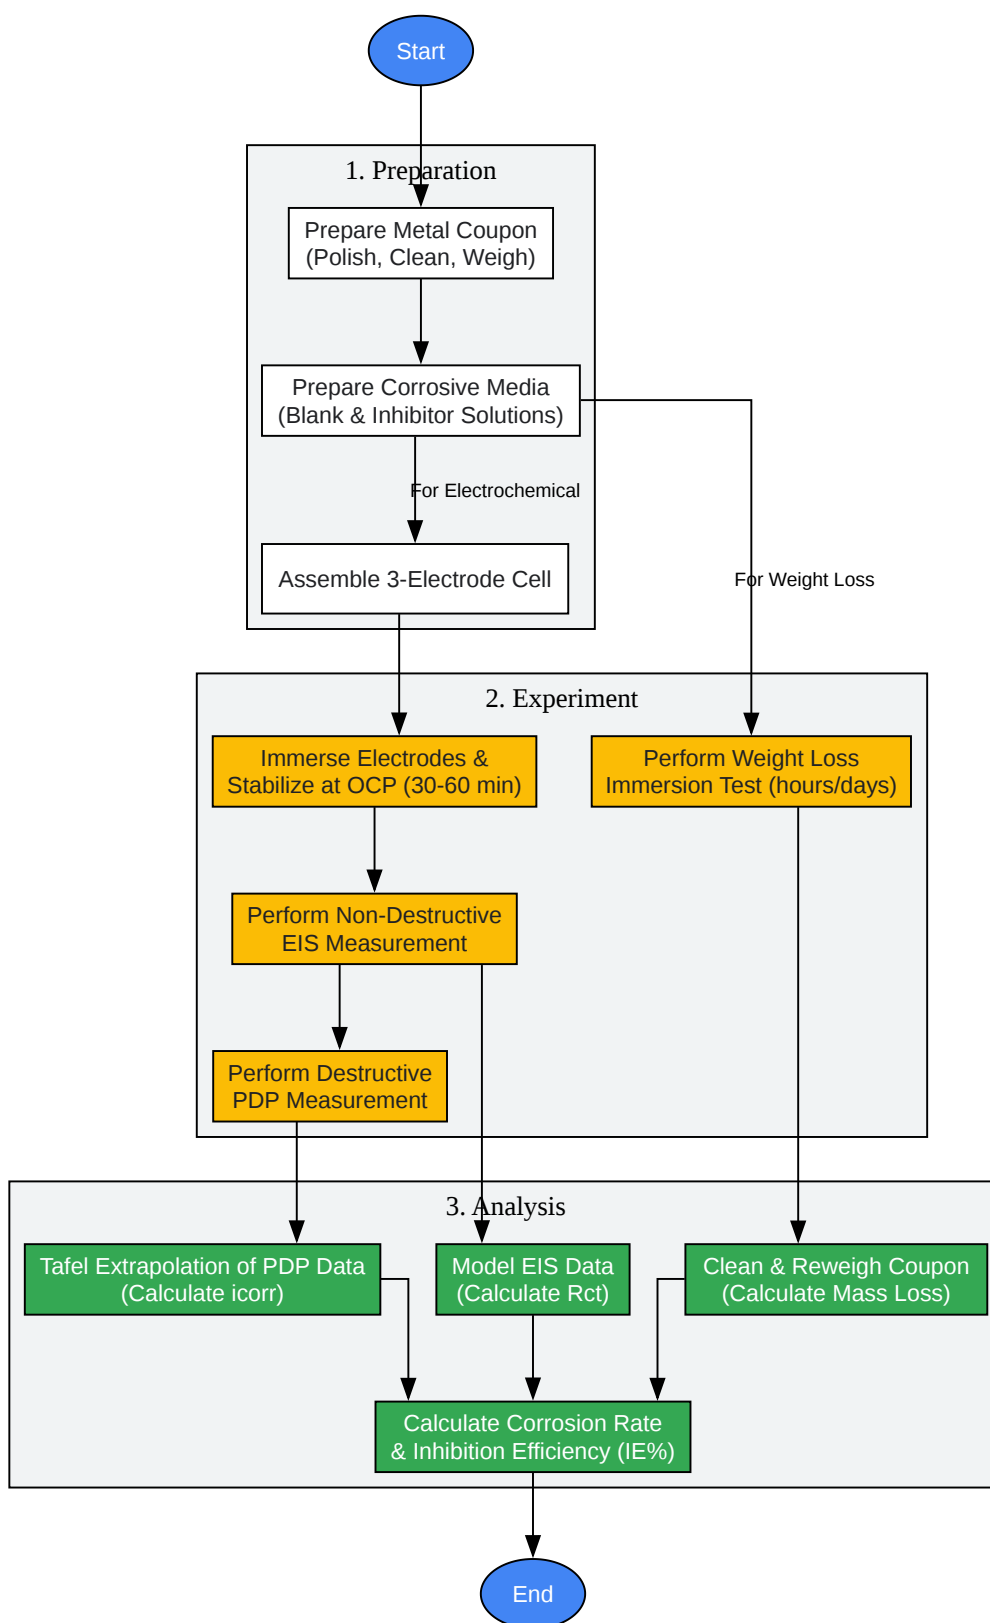 Start
1. Preparation
Prepare Metal Coupon
(Polish, Clean, Weigh)
Prepare Corrosive Media
(Blank & Inhibitor Solutions)
For Electrochemical
Assemble 3-Electrode Cell
For Weight Loss
2. Experiment
Immerse Electrodes &
Stabilize at OCP (30-60 min)
Perform Weight Loss
Immersion Test (hours/days)
Perform Non-Destructive
EIS Measurement
Perform Destructive
PDP Measurement
3. Analysis
Tafel Extrapolation of PDP Data
(Calculate icorr)
Model EIS Data
(Calculate Rct)
Clean & Reweigh Coupon
(Calculate Mass Loss)
Calculate Corrosion Rate
& Inhibition Efficiency (IE%)
End